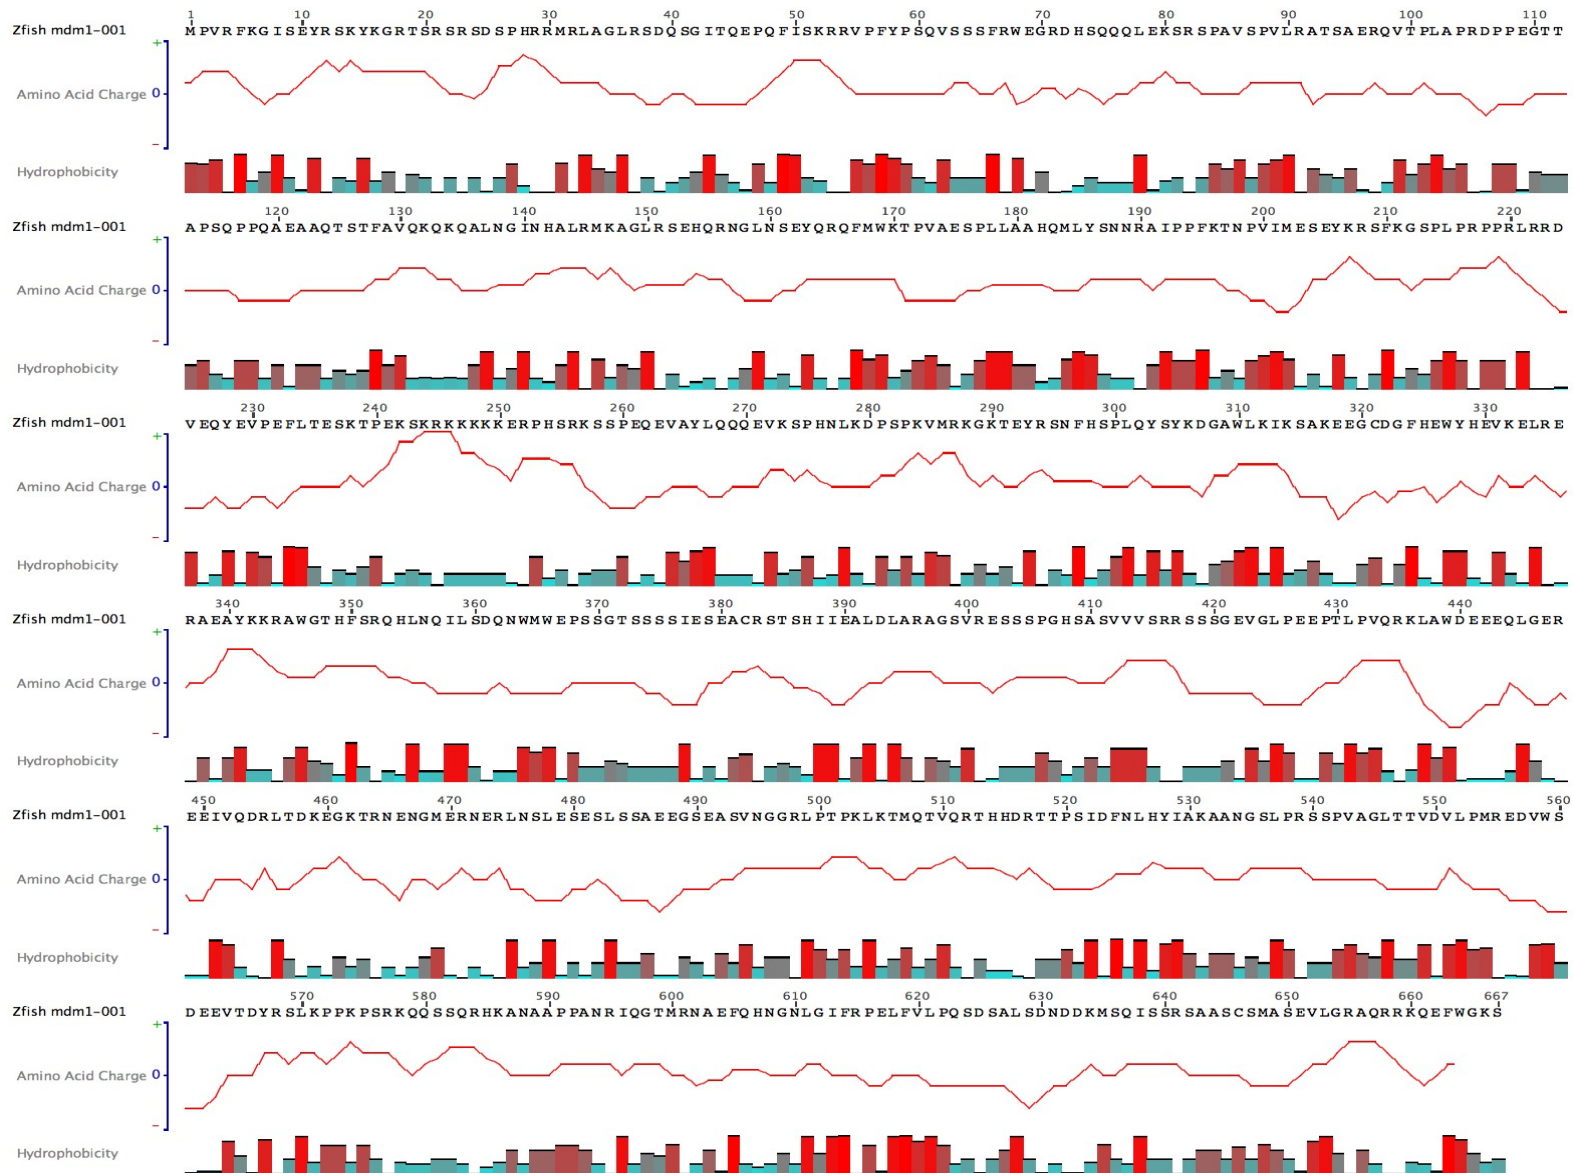 1 10 20 30 40 50 60 70 80 90 100 110
Zfish mdm1-001 MPVRFKGISEYRSKYKGRTSRSRSDSPHRRMRLAGLRSDQSGITQEPQFISKRRVPFYPSQVSSSFRWEGRDHSQQQLEKSRSPAVSPVLRATSAERQVTPLAPRDPPEGTT
+
Amino Acid Charge 0
-
Hydrophobicity
120 130 140 150 160 170 180 190 200 210 220
Zfish mdm1-001 APSQPPQAEAAQTSTFAVQKQKQALNGINHALRMKAGLRSEHQRNGLNSEYQRQFMWKTPVAESPLLAAHQMLYSNNRAIPPFKTNPVIMESEYKRSFKGSPLPRPPRLRRD
+
Amino Acid Charge 0
-
Hydrophobicity
230 240 250 260 270 280 290 300 310 320 330
Zfish mdm1-001 VEQYEVPEFLTESKTPEKSKRKKKKKERPHSRKSSPEQEVAYLQQQEVKSPHNLKDPSPKVMRKGKTEYRSNFHSPLQYSYKDGAWLKIKSAKEEGCDGFHEWYHEVKELRE
+
Amino Acid Charge 0
-
Hydrophobicity
340 350 360 370 380 390 400 410 420 430 440
Zfish mdm1-001 RAEAYKKRAWGTHFSRQHLNQILSDQNWMWEPSSGTSSSSIESEACRSTSHIIEALDLARAGSVRESSSPGHSASVVVSRRSSSGEVGLPEEPTLPVQRKLAWDEEEQLGER
+
Amino Acid Charge 0
-
Hydrophobicity
450 460 470 480 490 500 510 520 530 540 550 560
Zfish mdm1-001 EEIVQDRLTDKEGKTRNENGMERNERLNSLESESLSSAEEGSEASVNGGRLPTPKLKTMQTVQRTHHDRTTPSIDFNLHYIAKAANGSLPRSSPVAGLTTVDVLPMREDVWS
+
Amino Acid Charge 0
-
Hydrophobicity
570 580 590 600 610 620 630 640 650 660 667
Zfish mdm1-001 DEEVTDYRSLKPPKPSRKQQSSQRHKANAAPPANRIQGTMRNAEFQHNGNLGIFRPELFVLPQSDSALSDNDDKMSQISSRSAASCSMASEVLGRAQRRKQEFWGKS
+
Amino Acid Charge 0
-
Hydrophobicity